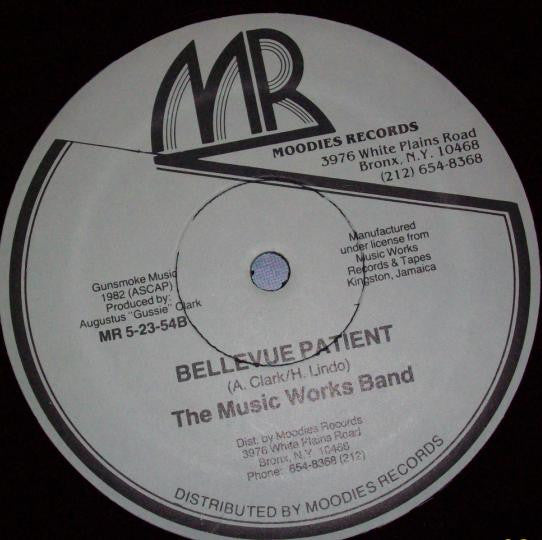 MR
MOODIES RECORDS
3976 White Plains Road
Bronx, N.Y. 10468
(212) 654-8368
Gunsmoke Music
1982 (ASCAP)
Produced by:
Augustus "Gussie" Clark
MR 5-23-54B
Manufactured
under license from
Music Works
Records & Tapes
Kingston, Jamaica
BELLEVUE PATIENT
(A. Clark/H. Lindo)
The Music Works Band
Dist. by Moodies Records
3976 White Plains Road
Bronx, N.Y. 10466
Phone: 654-8368 (212)
DISTRIBUTED BY MOODIES RECORDS